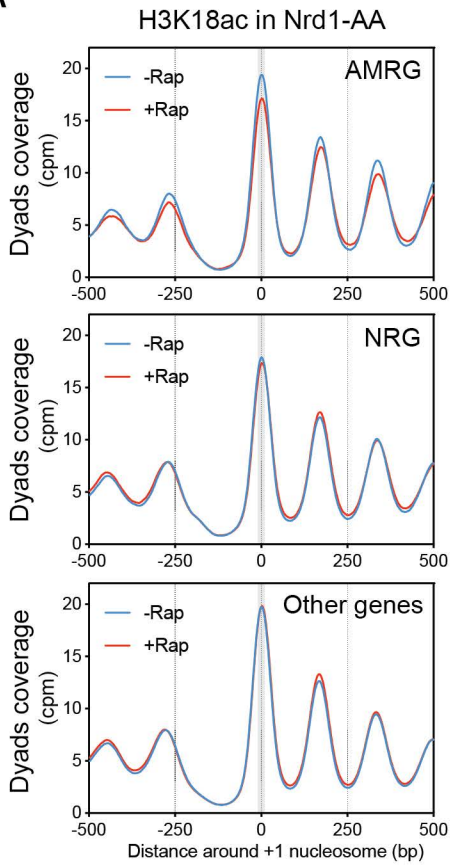 H3K18ac in Nrd1-AA
AMRG
-Rap
+Rap
Dyads coverage
(cpm)
20
15
10
5
0
-500 -250 0 250 500
NRG
-Rap
+Rap
Dyads coverage
(cpm)
20
15
10
5
0
-500 -250 0 250 500
Other genes
-Rap
+Rap
Dyads coverage
(cpm)
20
15
10
5
0
-500 -250 0 250 500
Distance around +1 nucleosome (bp)